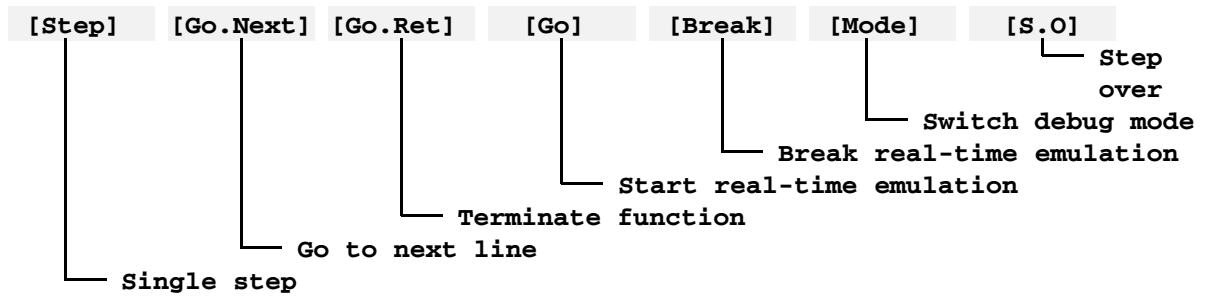 [Step] [Go.Next] [Go.Ret] [Go] [Break] [Mode] [S.O]
Step
over
Switch debug mode
Break real-time emulation
Start real-time emulation
Terminate function
Go to next line
Single step